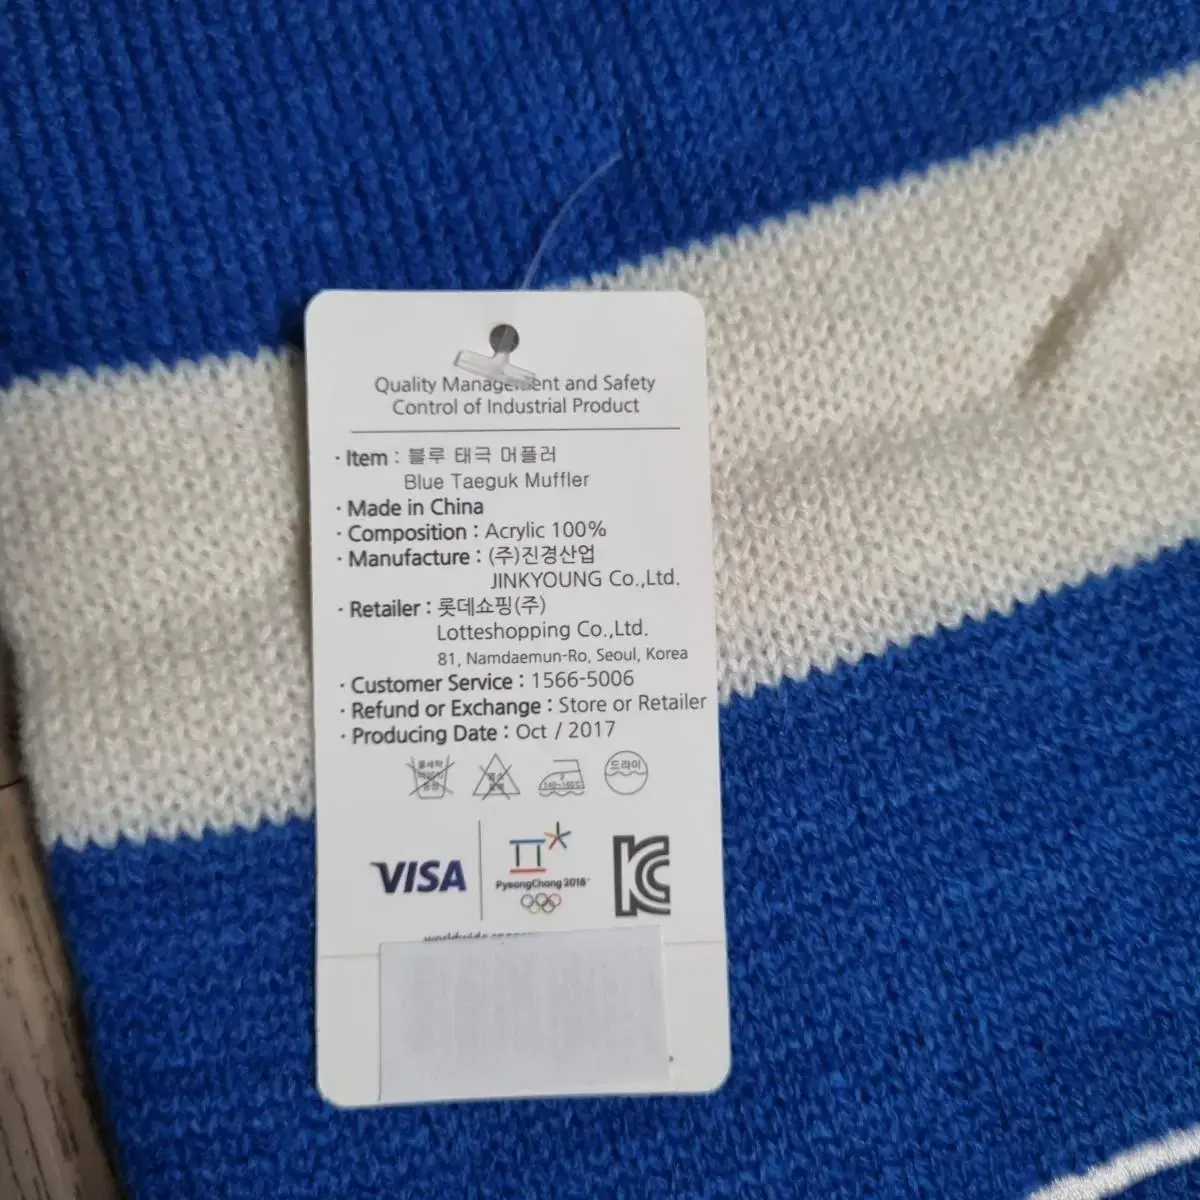 Quality Management and Safety
Control of Industrial Product
· Item : 블루 태극 머플러
Blue Taeguk Muffler
· Made in China
· Composition : Acrylic 100%
· Manufacture : (주)진경산업
JINKYOUNG Co.,Ltd.
· Retailer : 롯데쇼핑(주)
Lotteshopping Co.,Ltd.
81, Namdaemun-Ro, Seoul, Korea
· Customer Service : 1566-5006
· Refund or Exchange : Store or Retailer
· Producing Date : Oct / 2017
드라이
VISA
PyeongChang 2018
KC